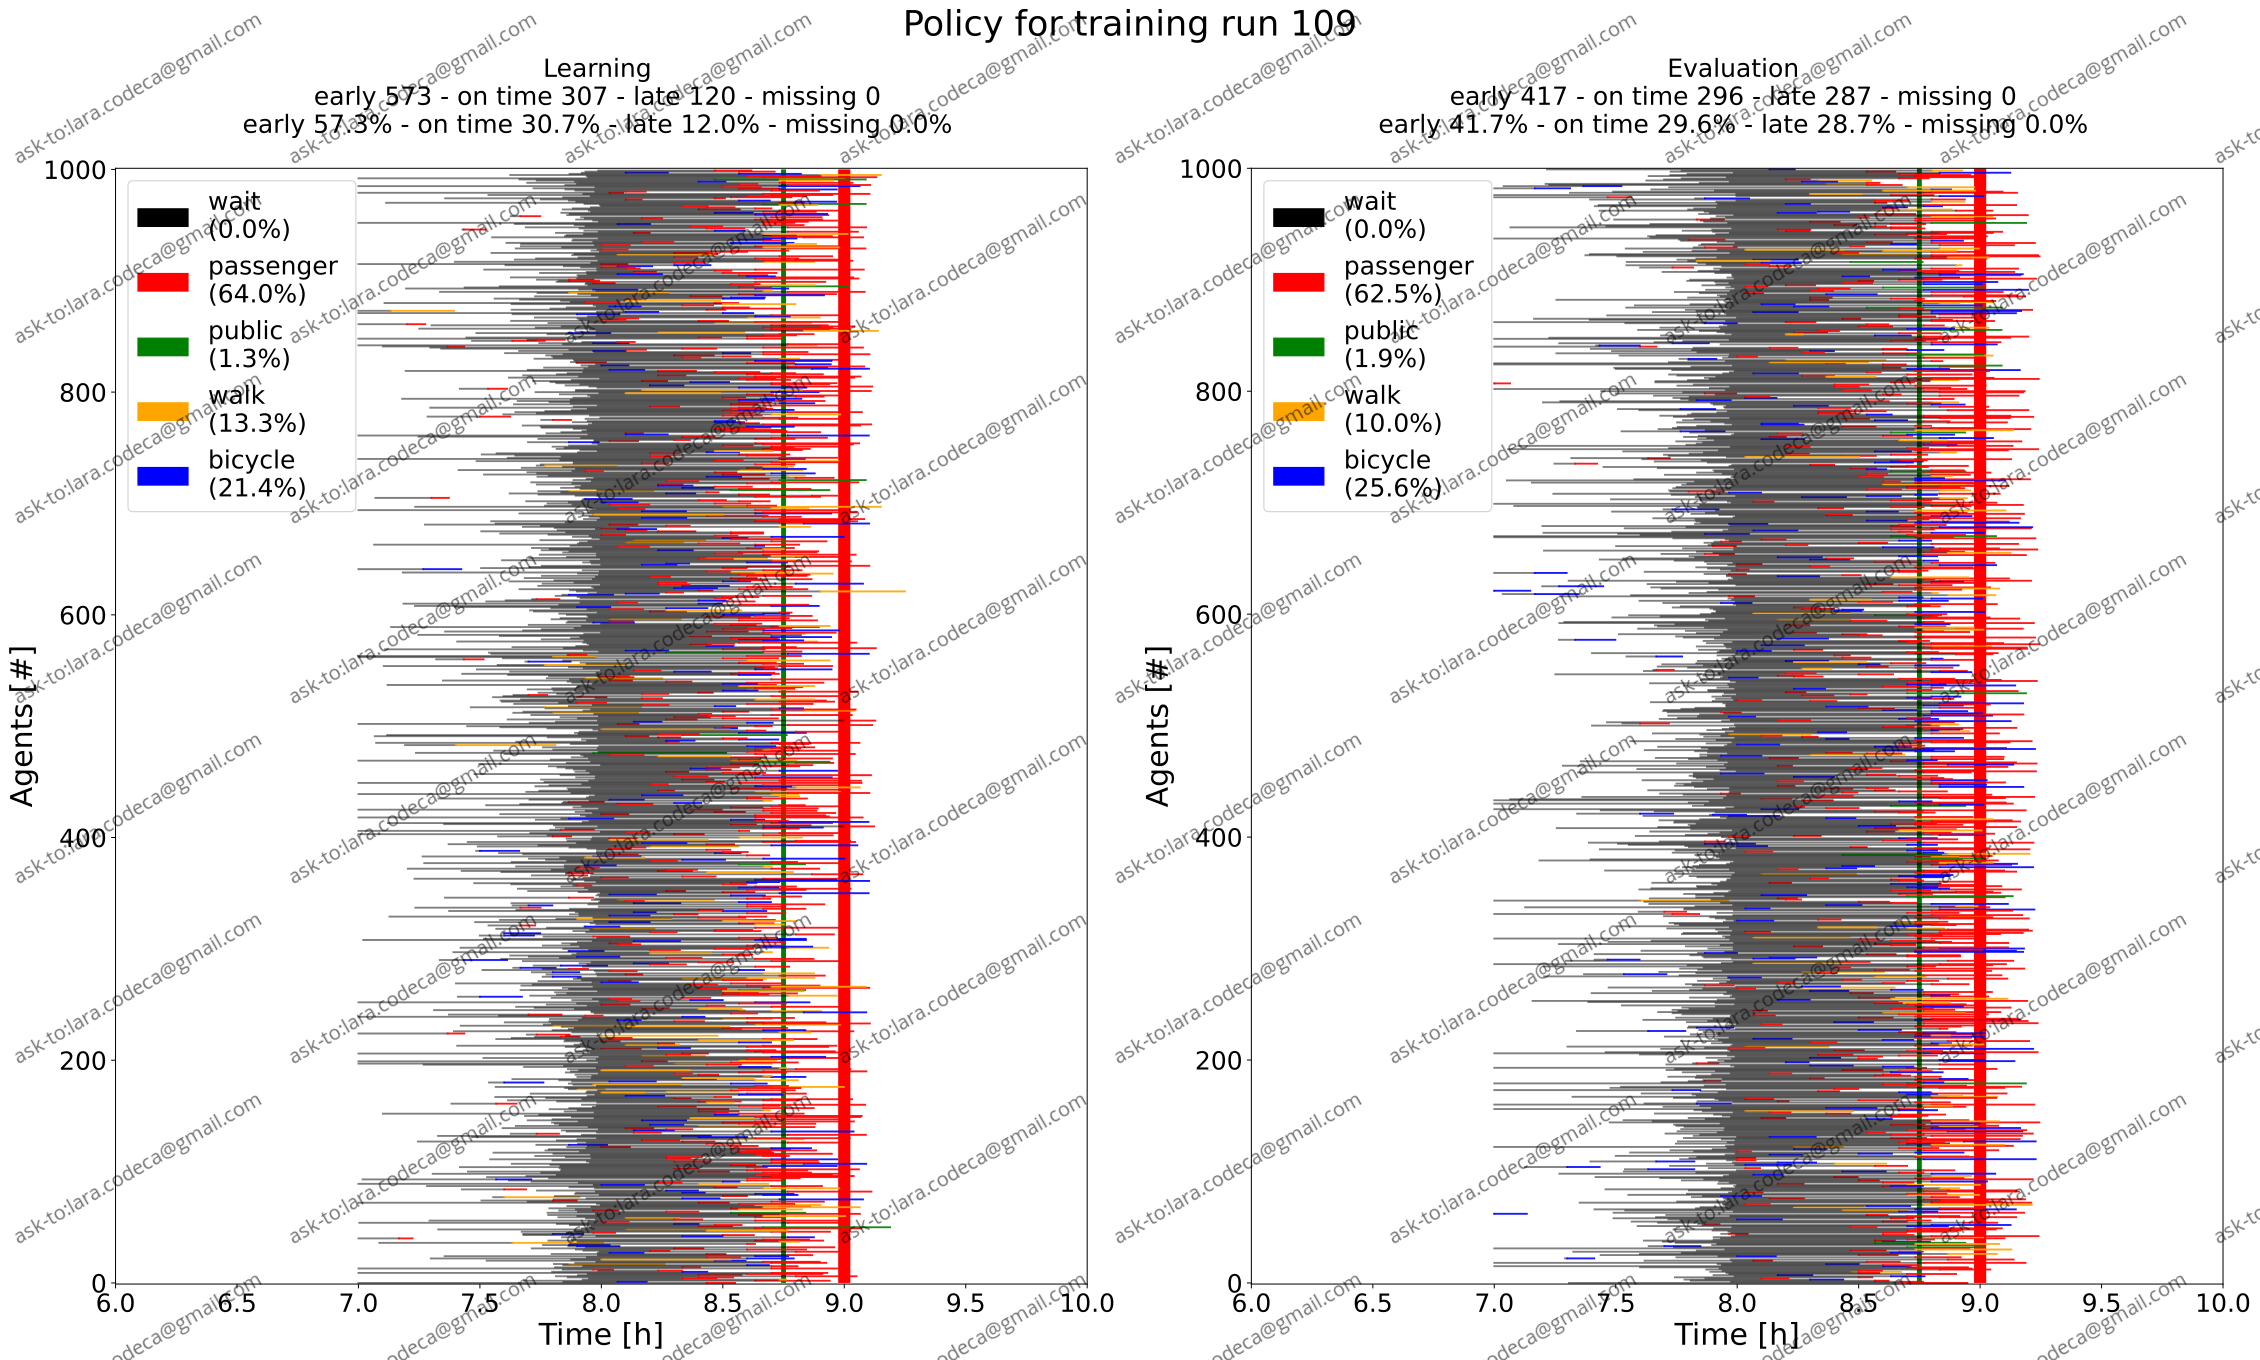 Policy for training run 109
Learning
early 573 - on time 307 - late 120 - missing 0
early 57.3% - on time 30.7% - late 12.0% - missing 0.0%
Evaluation
early 417 - on time 296 - late 287 - missing 0
early 41.7% - on time 29.6% - late 28.7% - missing 0.0%
Agents [#]
1000
800
600
400
200
0
wait
(0.0%)
passenger
(64.0%)
public
(1.3%)
walk
(13.3%)
bicycle
(21.4%)
6.0 6.5 7.0 7.5 8.0 8.5 9.0 9.5 10.0
Time [h]
Agents [#]
1000
800
600
400
200
0
wait
(0.0%)
passenger
(62.5%)
public
(1.9%)
walk
(10.0%)
bicycle
(25.6%)
6.0 6.5 7.0 7.5 8.0 8.5 9.0 9.5 10.0
Time [h]
ask-to:lara.codeca@gmail.com